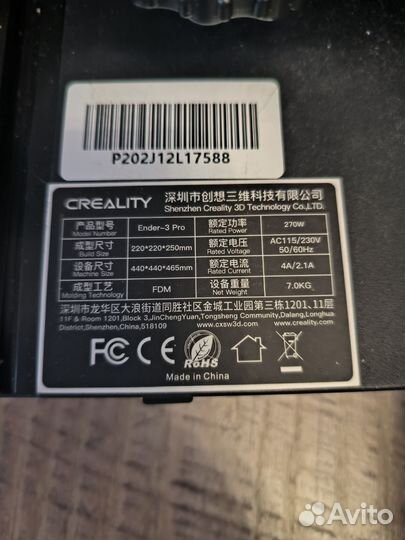 P202J12L17588
CREALITY 深圳市创想三维科技有限公司
Shenzhen Creality 3D Technology Co.,LTD.
产品型号 Ender-3 Pro 额定功率 270W
Model Number Rated Power
成型尺寸 220*220*250mm 额定电压 AC115/230V
Build Size Rated Voltage 50/60Hz
设备尺寸 440*440*465mm 额定电流 4A/2.1A
Machine Size Rated Current
成型工艺 FDM 设备重量 7.0KG
Molding Technology Net Weight
深圳市龙华区大浪街道同胜社区金城工业园第三栋1201、11层
11F & Room 1201,Block 3,JinChengYuan,Tongsheng Community,Dalang,Longhua
District,Shenzhen,China,518109 www.cxsw3d.com www.creality.com
FC CE RoHS
Made in China
Avito